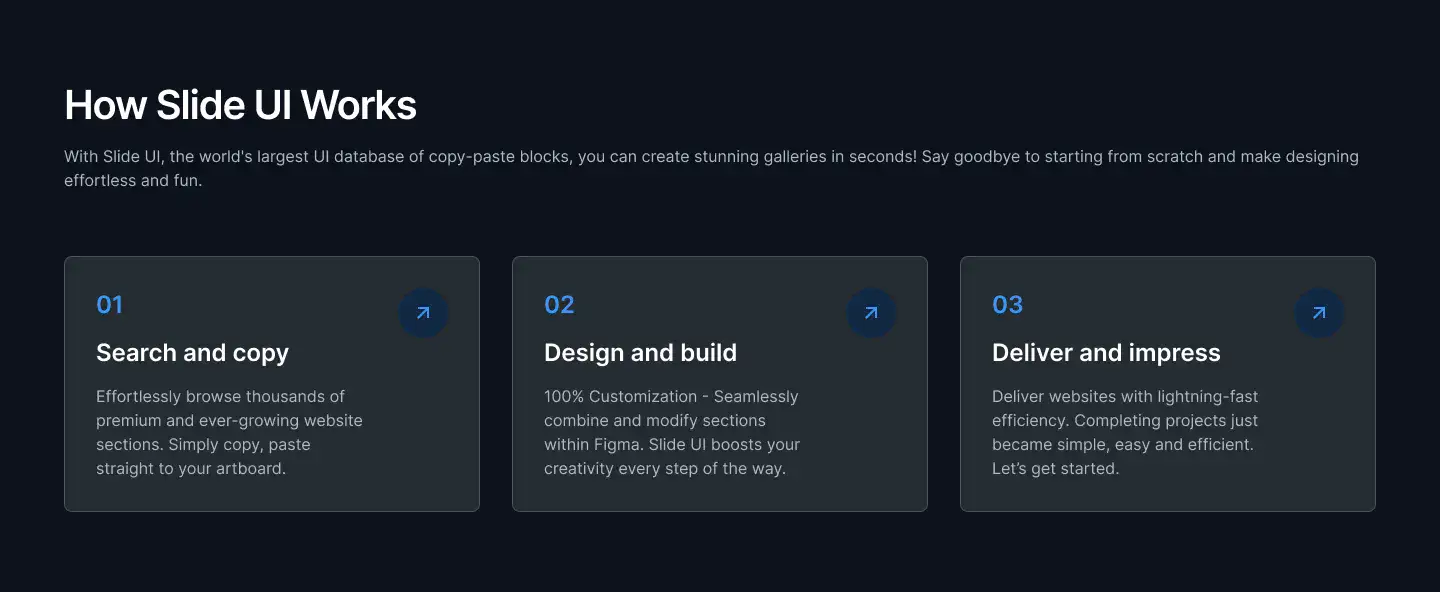 How Slide UI Works
With Slide UI, the world's largest UI database of copy-paste blocks, you can create stunning galleries in seconds! Say goodbye to starting from scratch and make designing
effortless and fun.
01
Search and copy
Effortlessly browse thousands of
premium and ever-growing website
sections. Simply copy, paste
straight to your artboard.
02
Design and build
100% Customization - Seamlessly
combine and modify sections
within Figma. Slide UI boosts your
creativity every step of the way.
03
Deliver and impress
Deliver websites with lightning-fast
efficiency. Completing projects just
became simple, easy and efficient.
Let’s get started.